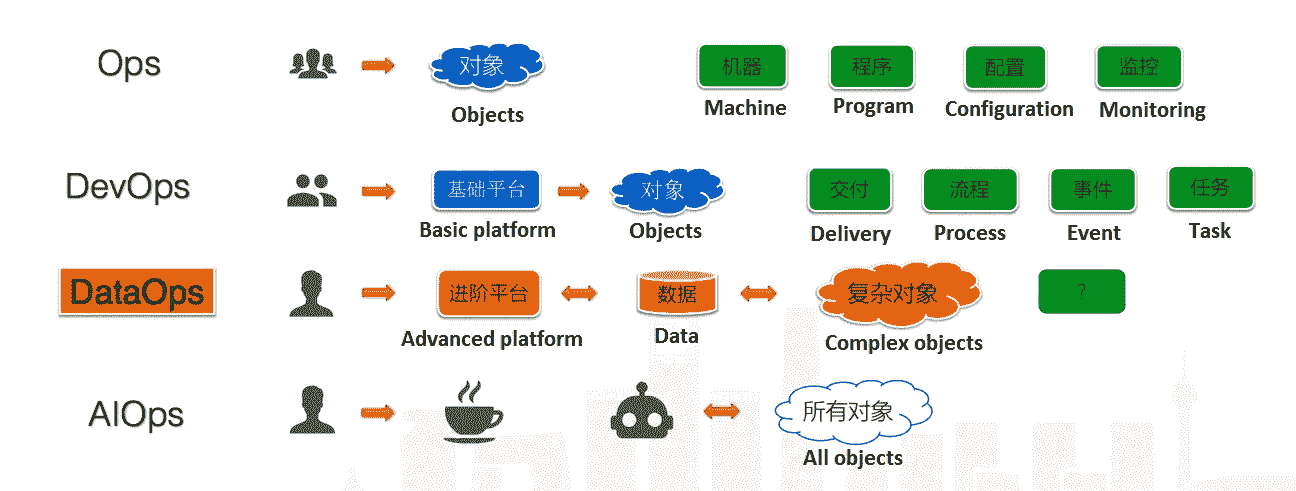 Ops
对象
Objects
机器
Machine
程序
Program
配置
Configuration
监控
Monitoring
DevOps
基础平台
Basic platform
对象
Objects
交付
Delivery
流程
Process
事件
Event
任务
Task
DataOps
进阶平台
Advanced platform
数据
Data
复杂对象
Complex objects
?
AIOps
所有对象
All objects